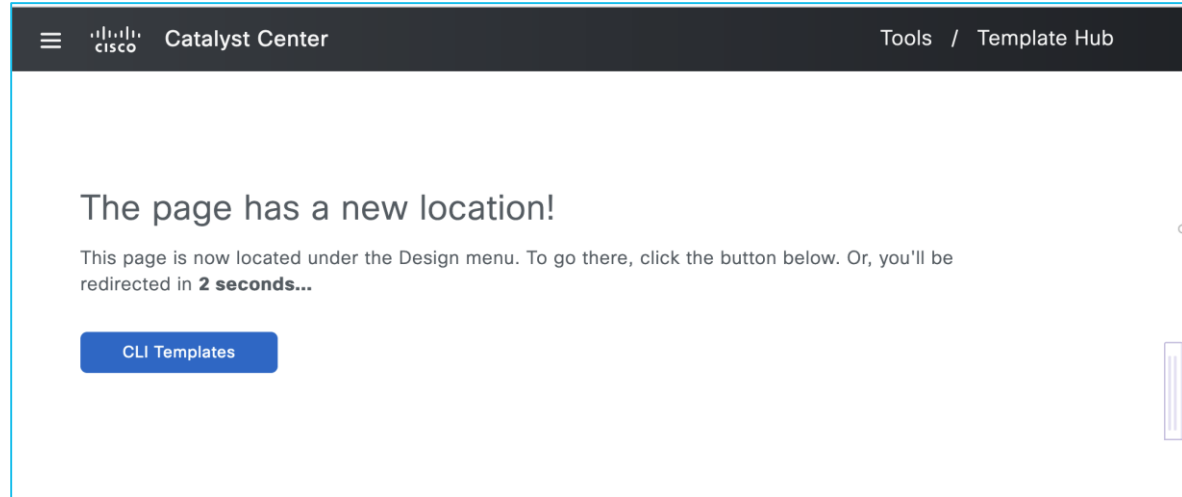 cisco Catalyst Center Tools / Template Hub
The page has a new location!
This page is now located under the Design menu. To go there, click the button below. Or, you'll be
redirected in 2 seconds...
CLI Templates